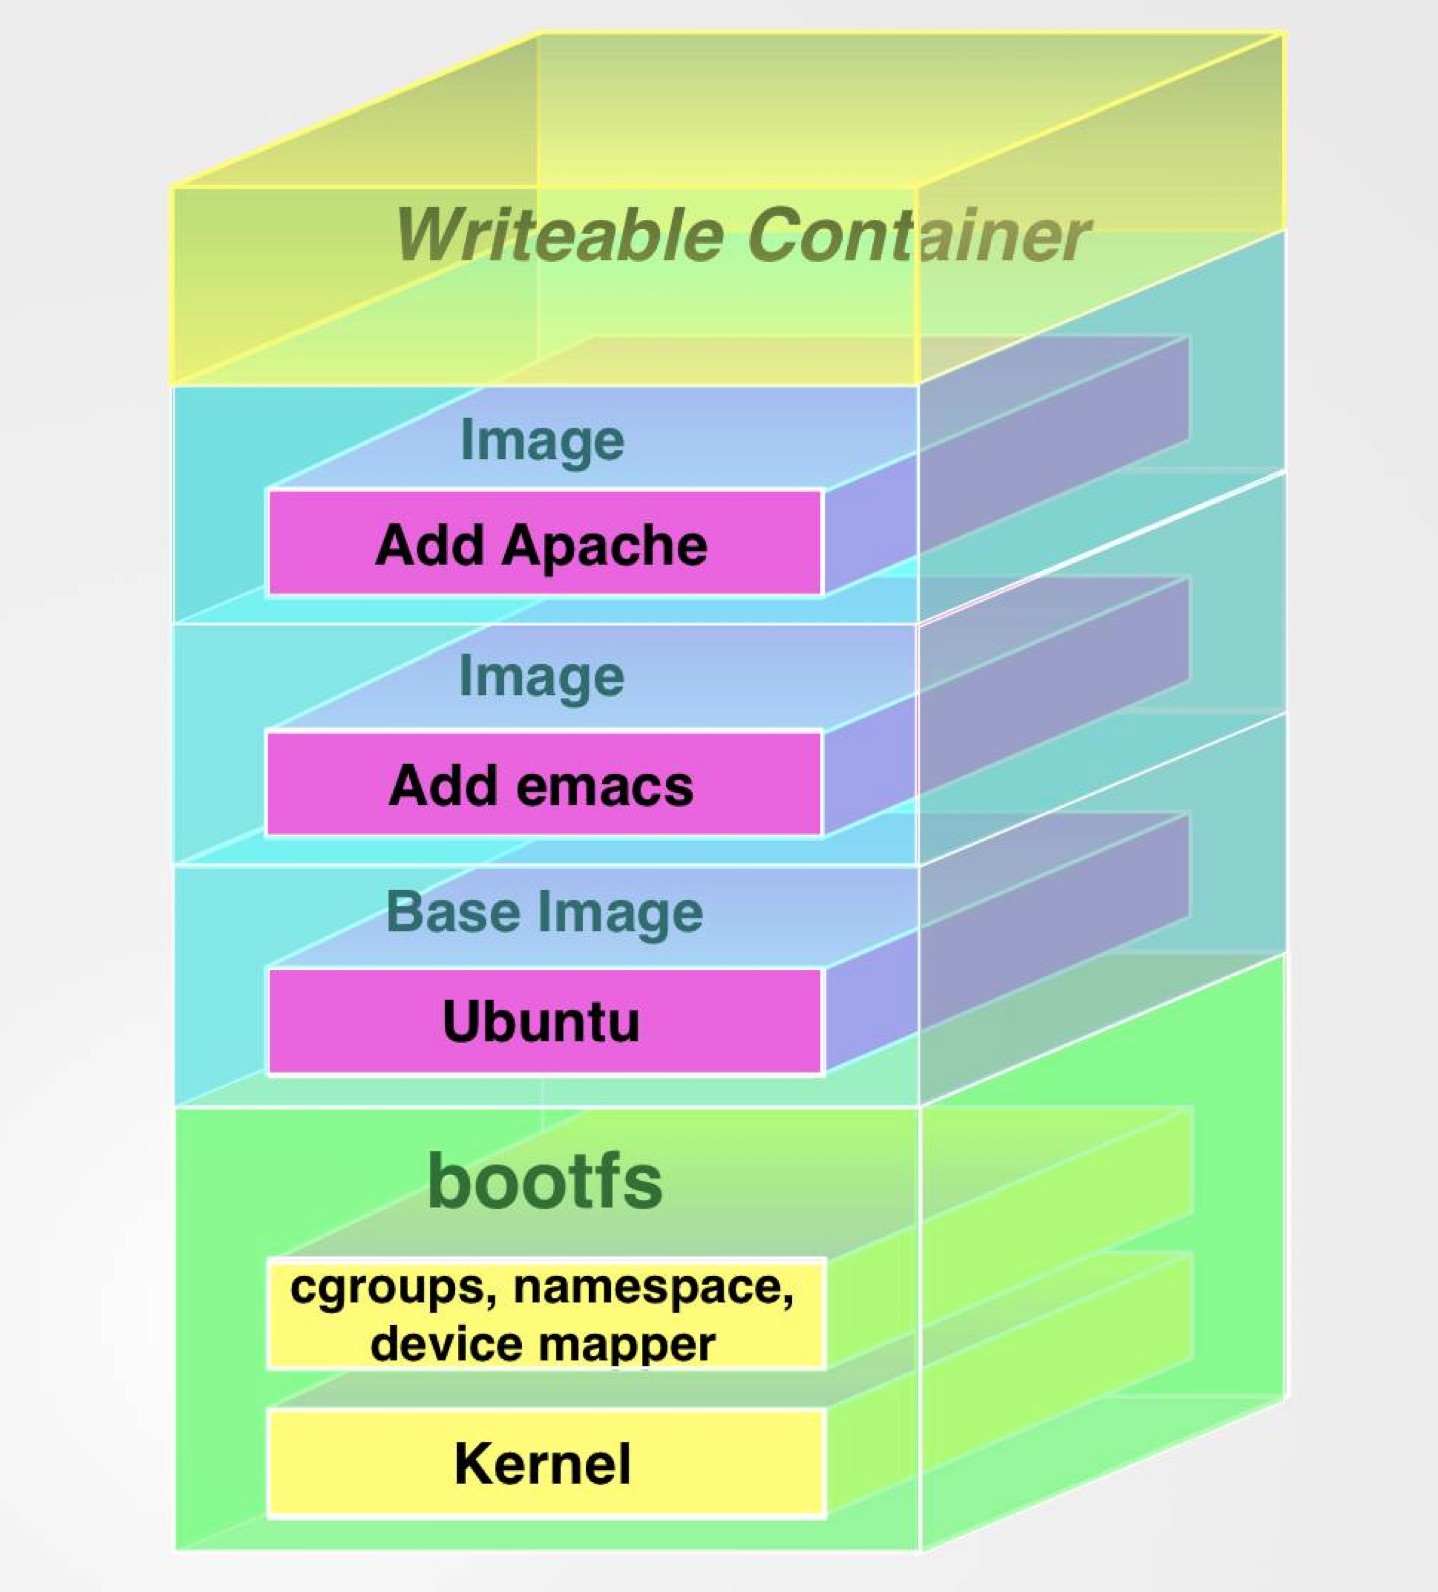 Writeable Container
Image
Add Apache
Image
Add emacs
Base Image
Ubuntu
bootfs
cgroups, namespace,
device mapper
Kernel